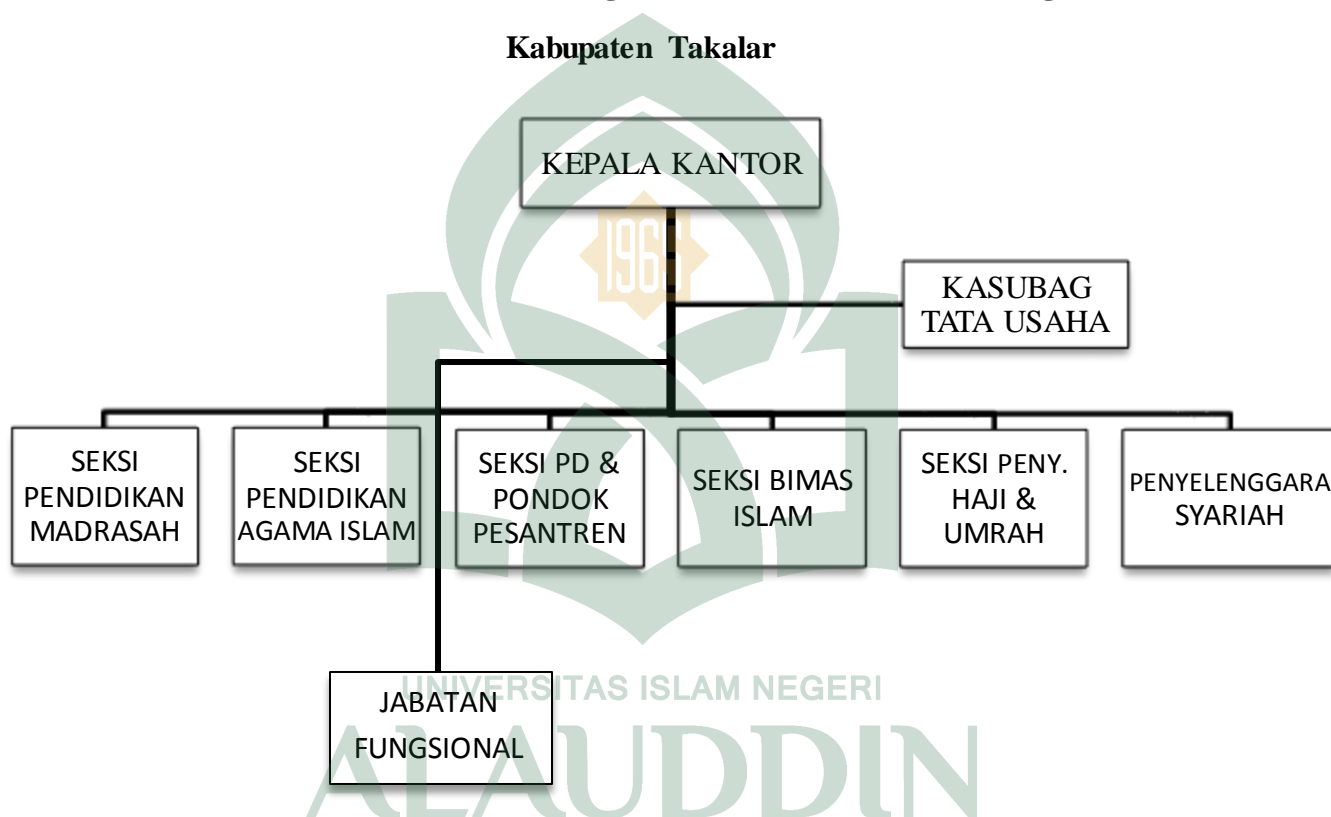 Kabupaten Takalar
KEPALA KANTOR
1965
KASUBAG
TATA USAHA
SEKSI
PENDIDIKAN
MADRASAH
SEKSI
PENDIDIKAN
AGAMA ISLAM
SEKSI PD &
PONDOK
PESANTREN
SEKSI BIMAS
ISLAM
SEKSI PENY.
HAJI &
UMRAH
PENYELENGGARA
SYARIAH
JABATAN
FUNGSIONAL
UNIVERSITAS ISLAM NEGERI
ALAUDDIN